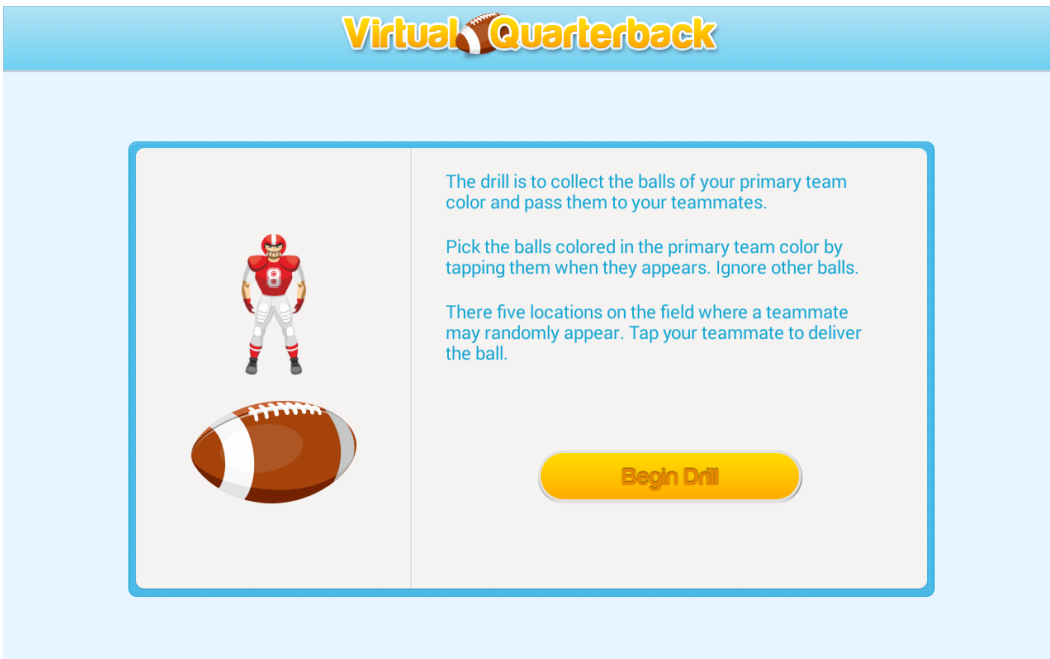 Virtual Quarterback
The drill is to collect the balls of your primary team
color and pass them to your teammates.
Pick the balls colored in the primary team color by
tapping them when they appears. Ignore other balls.
There five locations on the field where a teammate
may randomly appear. Tap your teammate to deliver
the ball.
8
Begin Drill